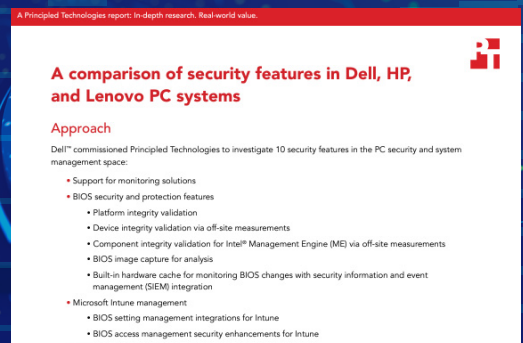 A Principled Technologies report: In-depth research. Real-world value.
PT
A comparison of security features in Dell, HP,
and Lenovo PC systems
Approach
Dell™ commissioned Principled Technologies to investigate 10 security features in the PC security and system
management space:
• Support for monitoring solutions
• BIOS security and protection features
• Platform integrity validation
• Device integrity validation via off-site measurements
• Component integrity validation for Intel® Management Engine (ME) via off-site measurements
• BIOS image capture for analysis
• Built-in hardware cache for monitoring BIOS changes with security information and event
management (SIEM) integration
• Microsoft Intune management
• BIOS setting management integrations for Intune
• BIOS access management security enhancements for Intune